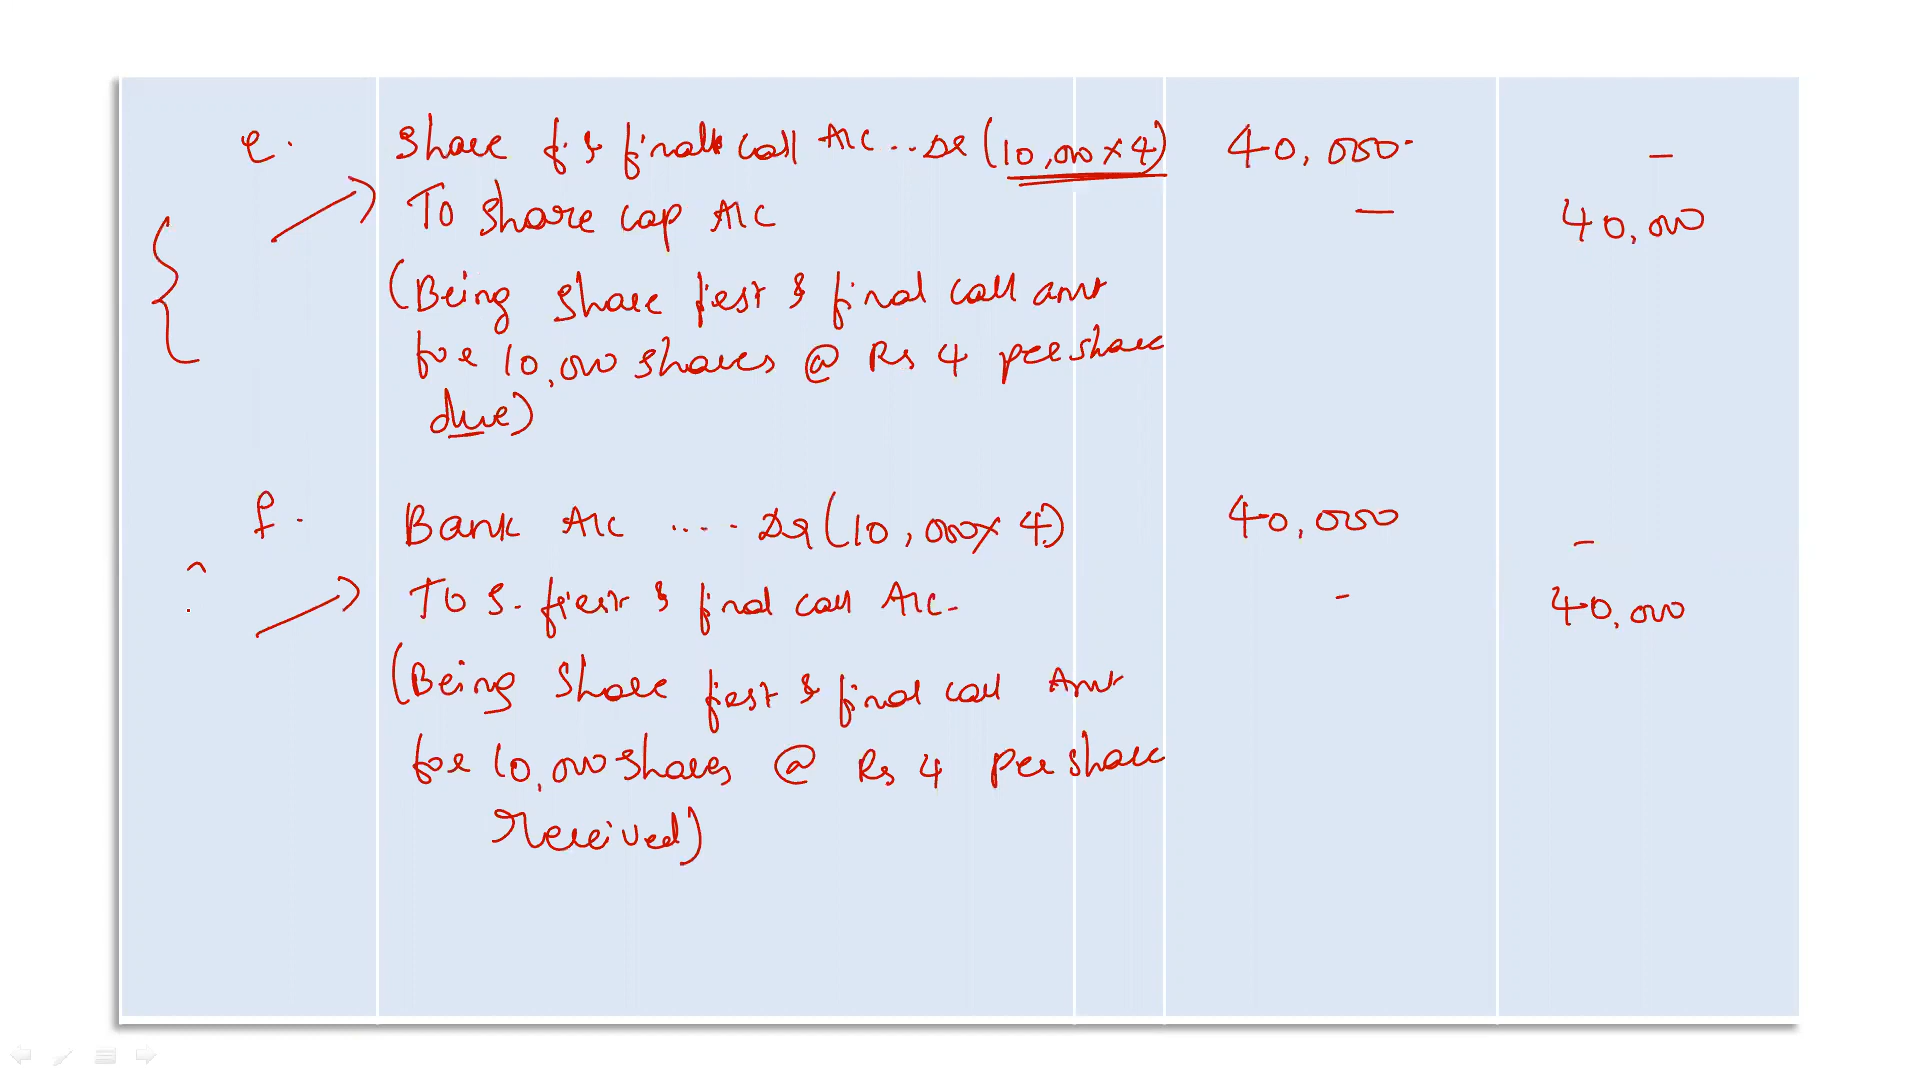 e. Share f. & final call A/c ... Dr (10,000 x 4) 40,000 -
To share cap A/c - 40,000
(Being share first & final call amt
for 10,000 shares @ Rs 4 per share
due)
f. Bank A/c .... Dr (10,000 x 4) 40,000 -
To S. first & final call A/c - 40,000
(Being share first & final call Amt
for 10,000 shares @ Rs 4 per share
received)